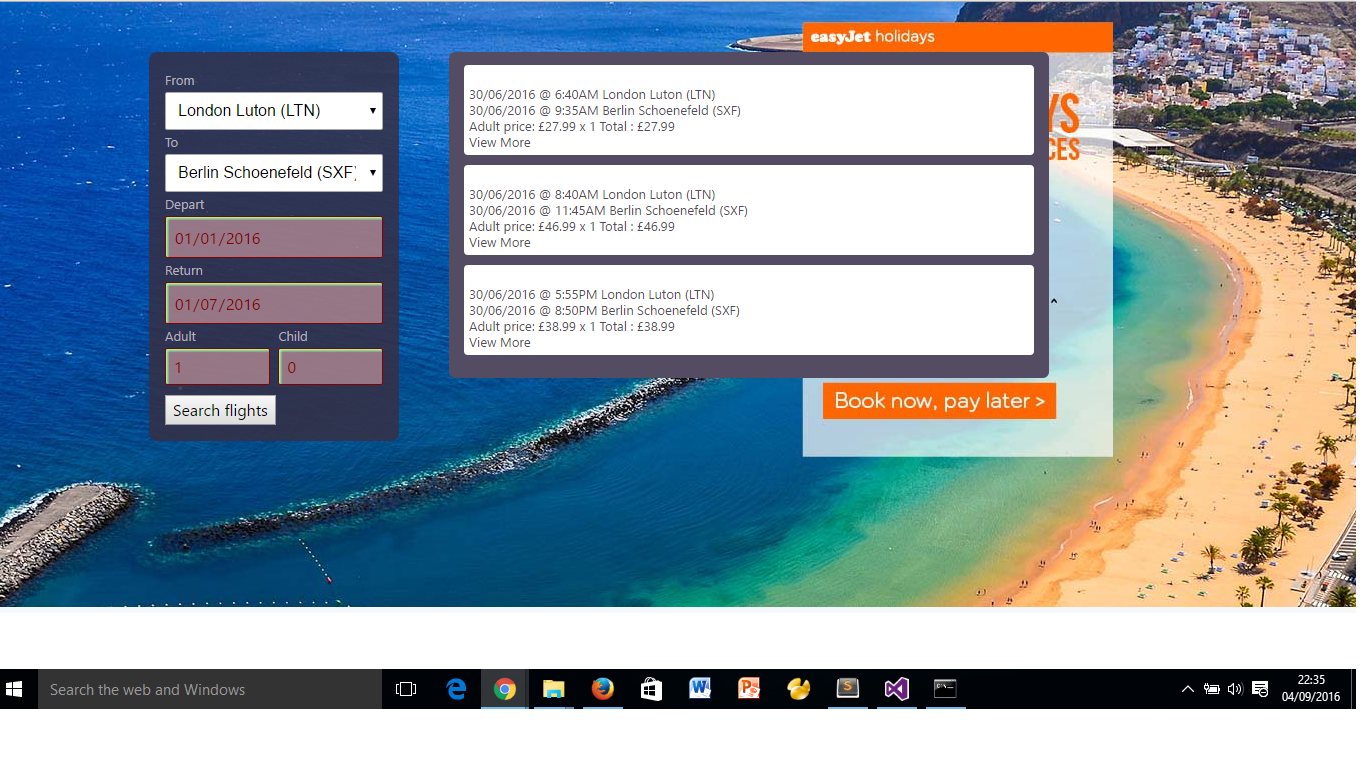 easyJet holidays
From
London Luton (LTN)
To
Berlin Schoenefeld (SXF)
Depart
01/01/2016
Return
01/07/2016
Adult Child
1 0
Search flights
30/06/2016 @ 6:40AM London Luton (LTN)
30/06/2016 @ 9:35AM Berlin Schoenefeld (SXF)
Adult price: £27.99 x 1 Total : £27.99
View More
30/06/2016 @ 8:40AM London Luton (LTN)
30/06/2016 @ 11:45AM Berlin Schoenefeld (SXF)
Adult price: £46.99 x 1 Total : £46.99
View More
30/06/2016 @ 5:55PM London Luton (LTN)
30/06/2016 @ 8:50PM Berlin Schoenefeld (SXF)
Adult price: £38.99 x 1 Total : £38.99
View More
YS
CES
Book now, pay later >
Search the web and Windows
22:35
04/09/2016